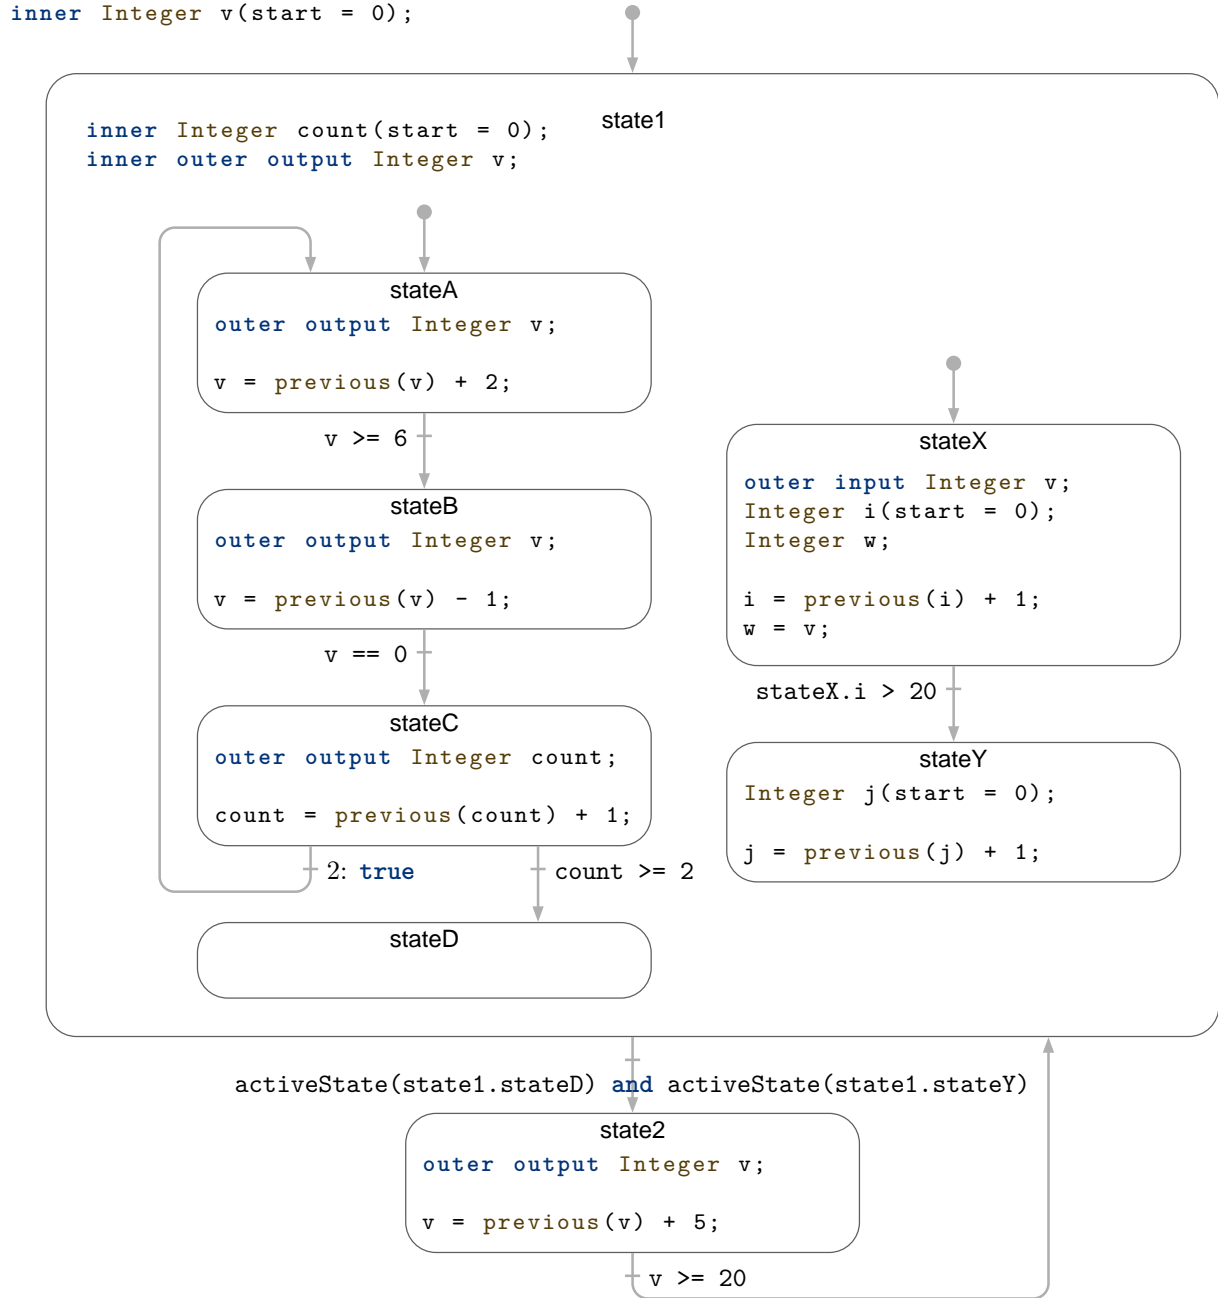 inner Integer v(start = 0);
state1
inner Integer count(start = 0);
inner outer output Integer v;
stateA
outer output Integer v;
v = previous(v) + 2;
v >= 6
stateB
outer output Integer v;
v = previous(v) - 1;
v == 0
stateC
outer output Integer count;
count = previous(count) + 1;
2: true
count >= 2
stateD
stateX
outer input Integer v;
Integer i(start = 0);
Integer w;
i = previous(i) + 1;
w = v;
stateX.i > 20
stateY
Integer j(start = 0);
j = previous(j) + 1;
activeState(state1.stateD) and activeState(state1.stateY)
state2
outer output Integer v;
v = previous(v) + 5;
v >= 20